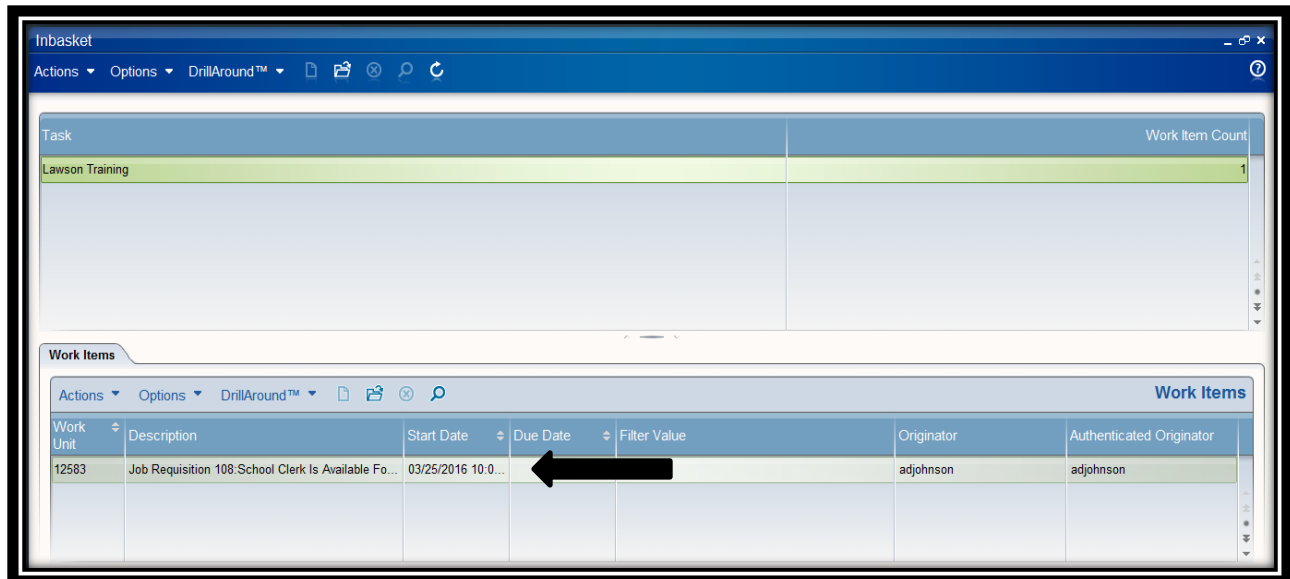 Inbasket
Actions Options DrillAround™
Task Work Item Count
Lawson Training 1
Work Items
Actions Options DrillAround™ Work Items
Work Unit Description Start Date Due Date Filter Value Originator Authenticated Originator
12583 Job Requisition 108:School Clerk Is Available Fo... 03/25/2016 10:0... adjohnson adjohnson